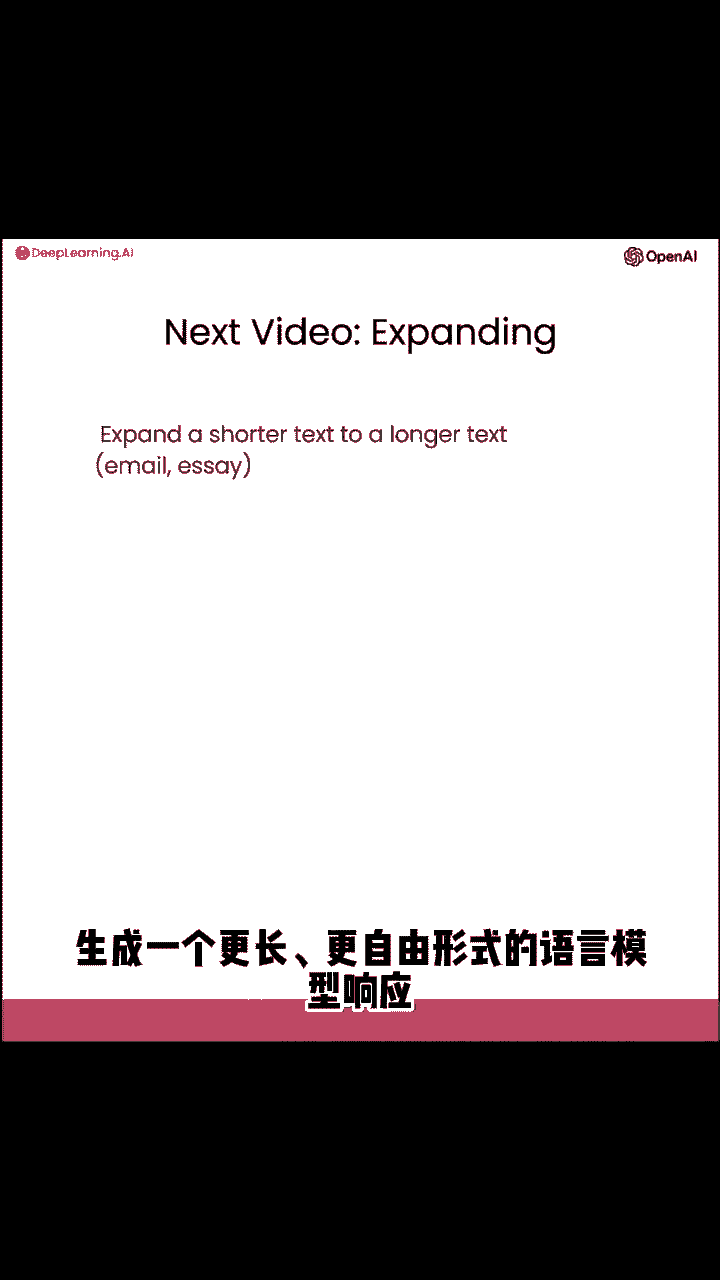 DeepLearning.AI
OpenAI
Next Video: Expanding
Expand a shorter text to a longer text
(email, essay)
生成一个更长、更自由形式的语言模
型响应